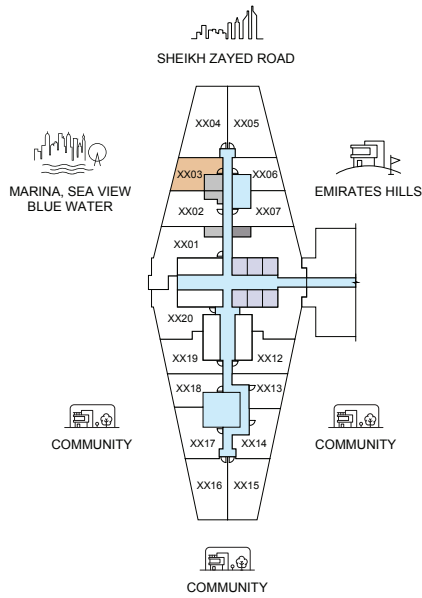 SHEIKH ZAYED ROAD
XX04
XX05
MARINA, SEA VIEW
BLUE WATER
XX03
XX06
EMIRATES HILLS
XX02
XX07
XX01
XX20
XX19
XX12
XX18
XX13
COMMUNITY
COMMUNITY
XX17
XX14
XX16
XX15
COMMUNITY